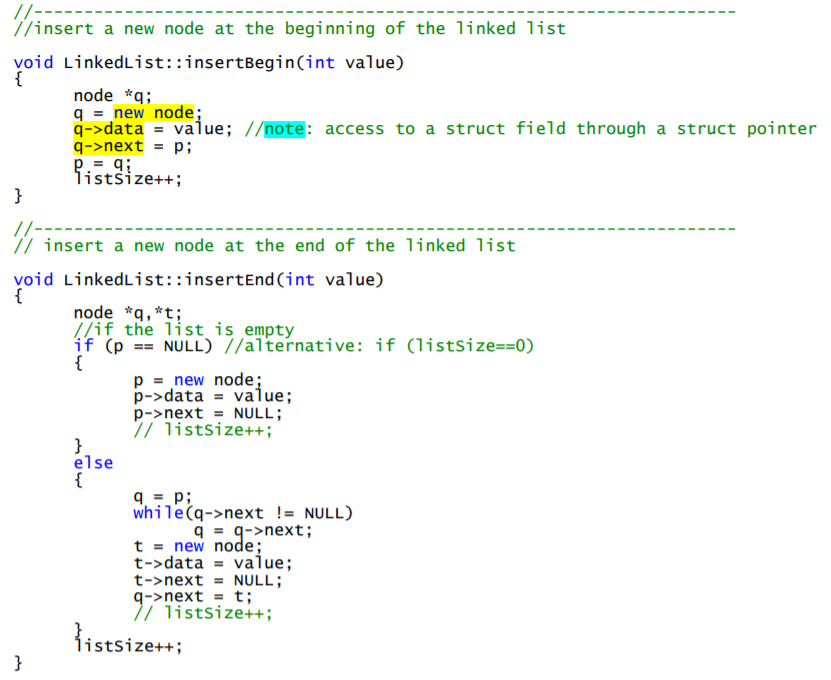 //----------------------------------------------------------------------
//insert a new node at the beginning of the linked list
void LinkedList::insertBegin(int value)
{
node *q;
q = new node;
q->data = value; //note: access to a struct field through a struct pointer
q->next = p;
p = q;
listSize++;
}
//----------------------------------------------------------------------
// insert a new node at the end of the linked list
void LinkedList::insertEnd(int value)
{
node *q,*t;
//if the list is empty
if (p == NULL) //alternative: if (listSize==0)
{
p = new node;
p->data = value;
p->next = NULL;
// listSize++;
}
else
{
q = p;
while(q->next != NULL)
q = q->next;
t = new node;
t->data = value;
t->next = NULL;
q->next = t;
// listSize++;
}
listSize++;
}